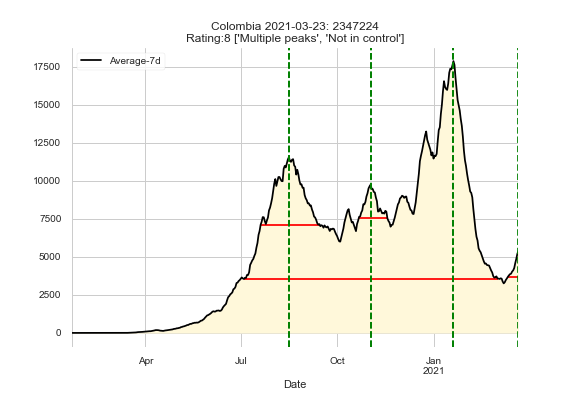 Colombia 2021-03-23: 2347224
Rating:8 ['Multiple peaks', 'Not in control']
Average-7d
17500
15000
12500
10000
7500
5000
2500
0
Apr
Jul
Oct
Jan
2021
Date